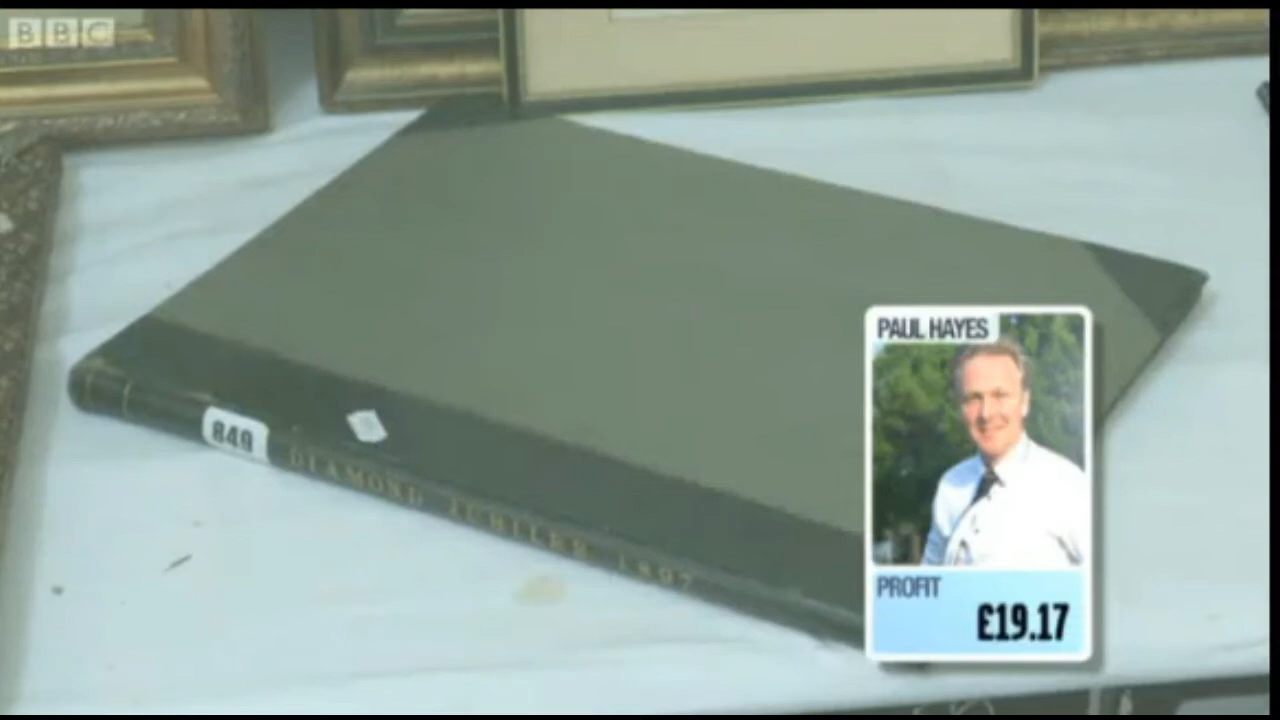 BBC
849
DIAMOND JUBILEE 1897
PAUL HAYES
PROFIT
£19.17